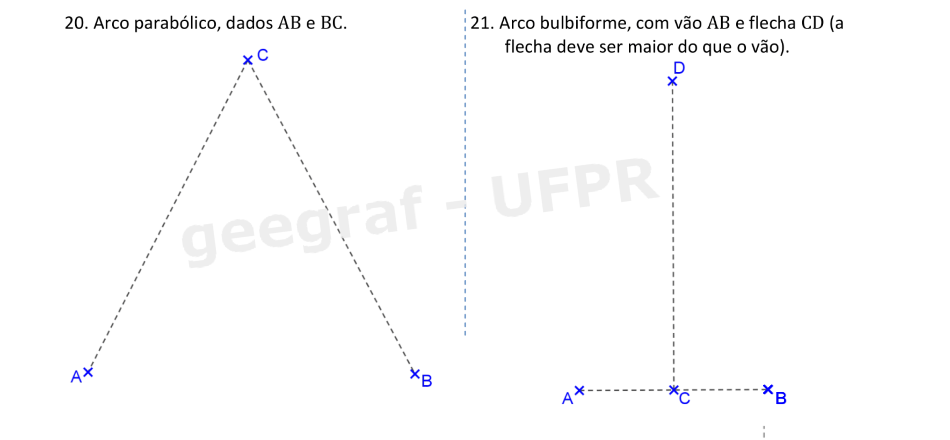 20. Arco parabólico, dados AB e BC.
C
A
B
21. Arco bulbiforme, com vão AB e flecha CD (a
flecha deve ser maior do que o vão).
D
A
C
B
geegraf - UFPR